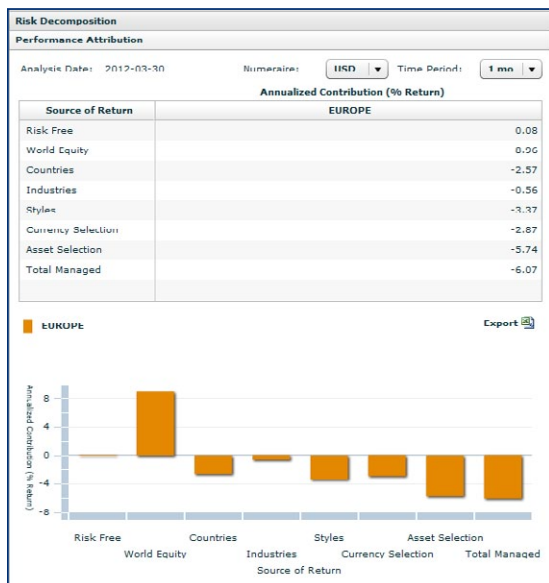 Risk Decomposition
Performance Attribution
Analysis Date: 2012-03-30 Numeraire: USD Time Period: 1 mo
Annualized Contribution (% Return)
Source of Return EUROPE
Risk Free 0.08
World Equity 8.96
Countries -2.57
Industries -0.56
Styles -3.37
Currency Selection -2.87
Asset Selection -5.74
Total Managed -6.07
EUROPE Export
Annualized Contribution (% Return)
8
4
0
-4
-8
Risk Free Countries Styles Asset Selection
World Equity Industries Currency Selection Total Managed
Source of Return